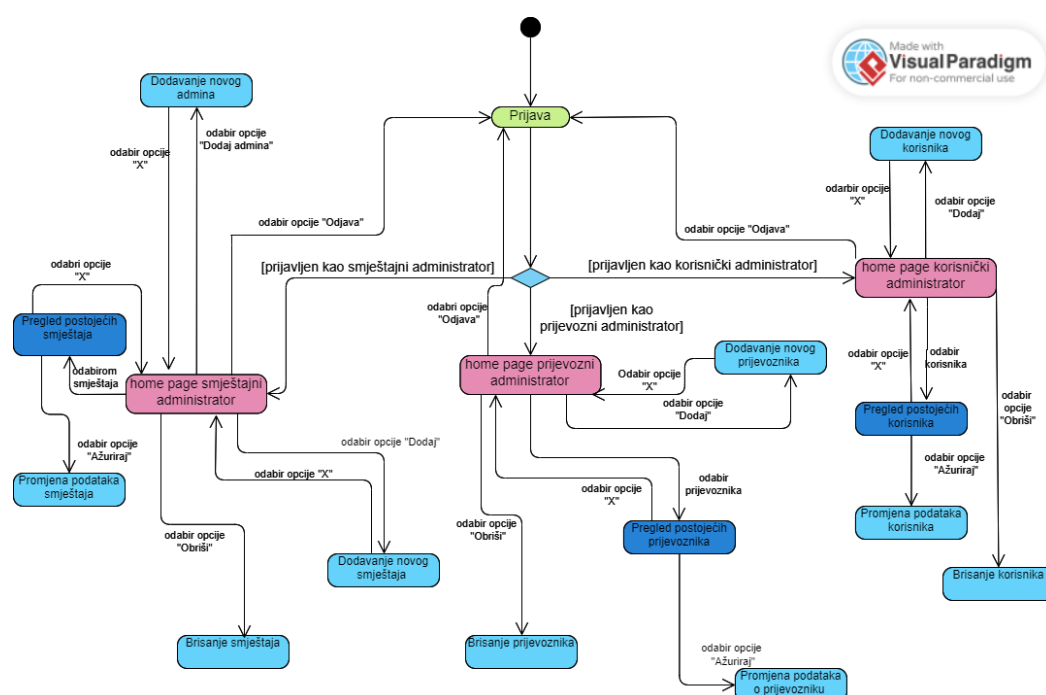 Made with
VisualParadigm
For non-commercial use
Dodavanje novog
admina
Prijava
odabir opcije
"Dodaj admina"
odabir opcije
"X"
Dodavanje novog
korisnika
odarbir opcije
"X"
odabir opcije
"Dodaj"
odabir opcije "Odjava"
odabir opcije "Odjava"
[prijavljen kao smještajni administrator]
[prijavljen kao korisnički administrator]
home page korisnički
administrator
odabri opcije
"X"
odabri opcije
"Odjava"
[prijavljen kao
prijevozni administrator]
Pregled postojećih
smještaja
odabirom
smještaja
home page smještajni
administrator
home page prijevozni
administrator
Dodavanje novog
prijevoznika
Odabir opcije
"X"
odabir opcije
"Dodaj"
odabir opcije
"X"
odabir
korisnika
odabir
opcije
"Obriši"
Pregled postojećih
korisnika
odabir opcije
"Ažuriraj"
odabir opcije "Dodaj"
odabir opcije "X"
odabir opcije
"Ažuriraj"
Promjena podataka
smještaja
odabir opcije
"X"
odabir
prijevoznika
odabir opcije
"Ažuriraj"
Promjena podataka
korisnika
odabir opcije
"Obriši"
odabir opcije
"Obriši"
Pregled postojećih
prijevoznika
Dodavanje novog
smještaja
Brisanje korisnika
Brisanje smještaja
Brisanje prijevoznika
odabir opcije
"Ažuriraj"
Promjena podataka
o prijevozniku